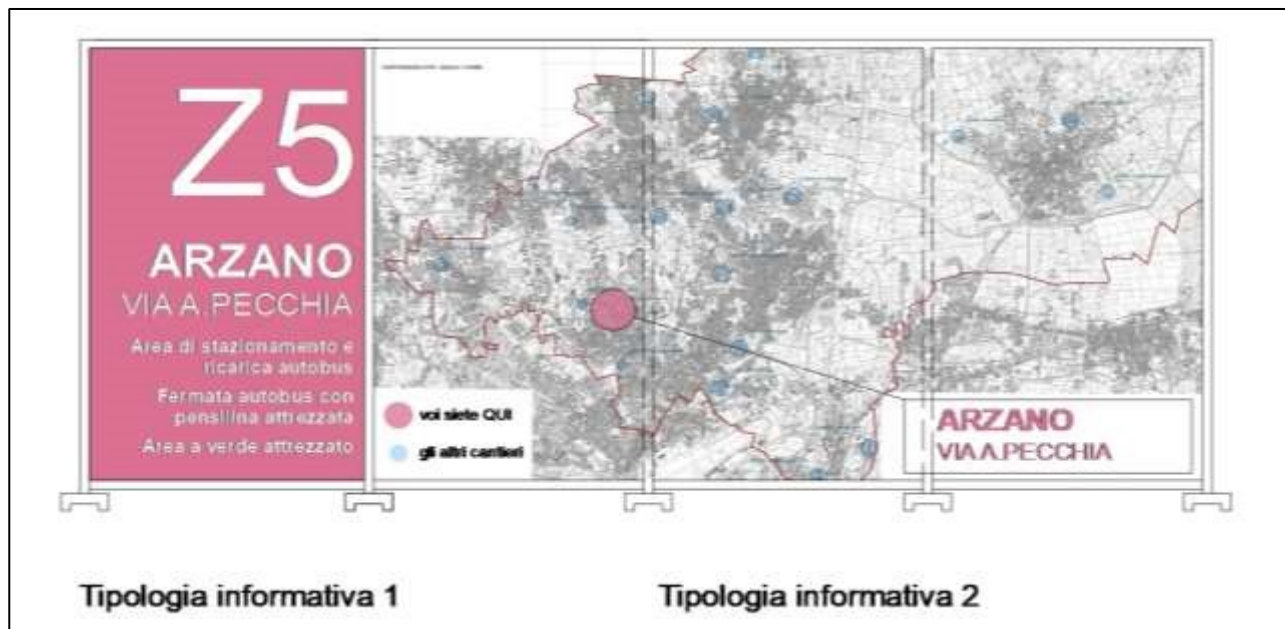 Z5
ARZANO
VIA A.PECCHIA
Area di stazionamento e
ricarica autobus
Fermata autobus con
pensilina attrezzata
Area a verde attrezzato
voi siete QUI
gli altri cantieri
ARZANO
VIA A.PECCHIA
Tipologia informativa 1
Tipologia informativa 2